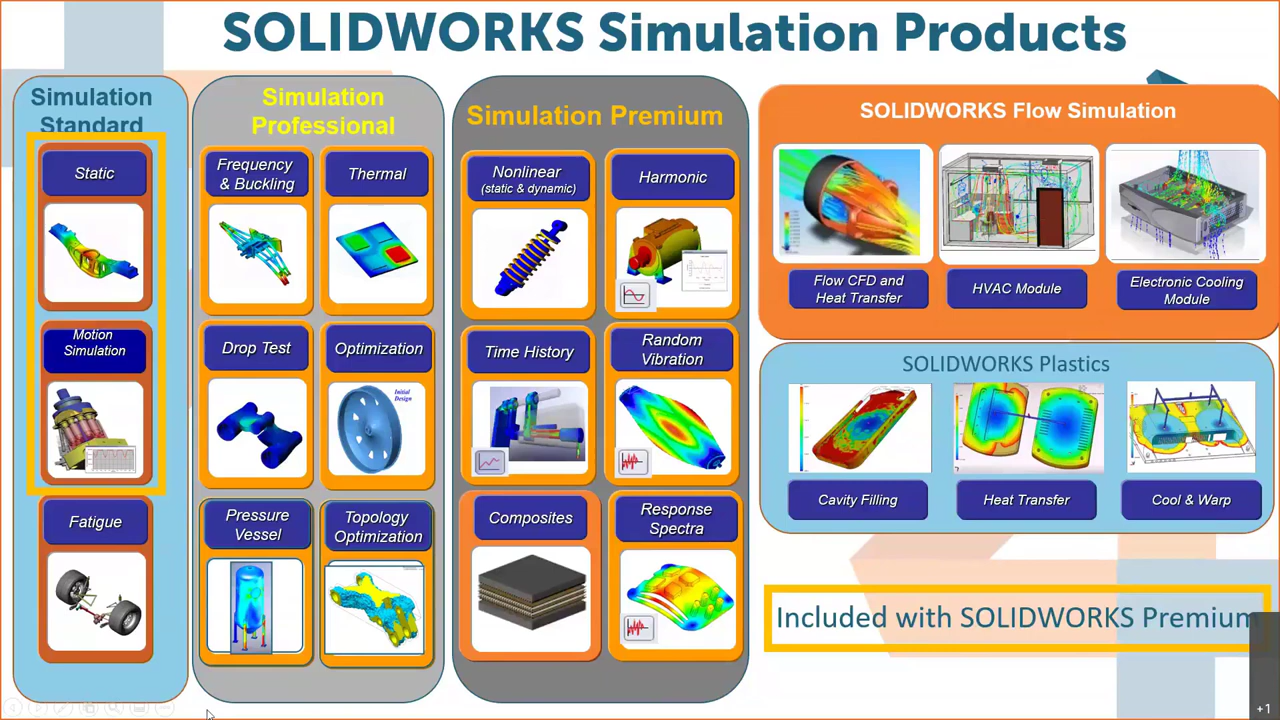 SOLIDWORKS Simulation Products
Simulation
Standard
Static
Motion
Simulation
Fatigue
Simulation
Professional
Frequency
& Buckling
Thermal
Drop Test
Optimization
Initial
Design
Pressure
Vessel
Topology
Optimization
Simulation Premium
Nonlinear
(static & dynamic)
Harmonic
Time History
Random
Vibration
Composites
Response
Spectra
SOLIDWORKS Flow Simulation
Flow CFD and
Heat Transfer
HVAC Module
Electronic Cooling
Module
SOLIDWORKS Plastics
Cavity Filling
Heat Transfer
Cool & Warp
Included with SOLIDWORKS Premium
+1